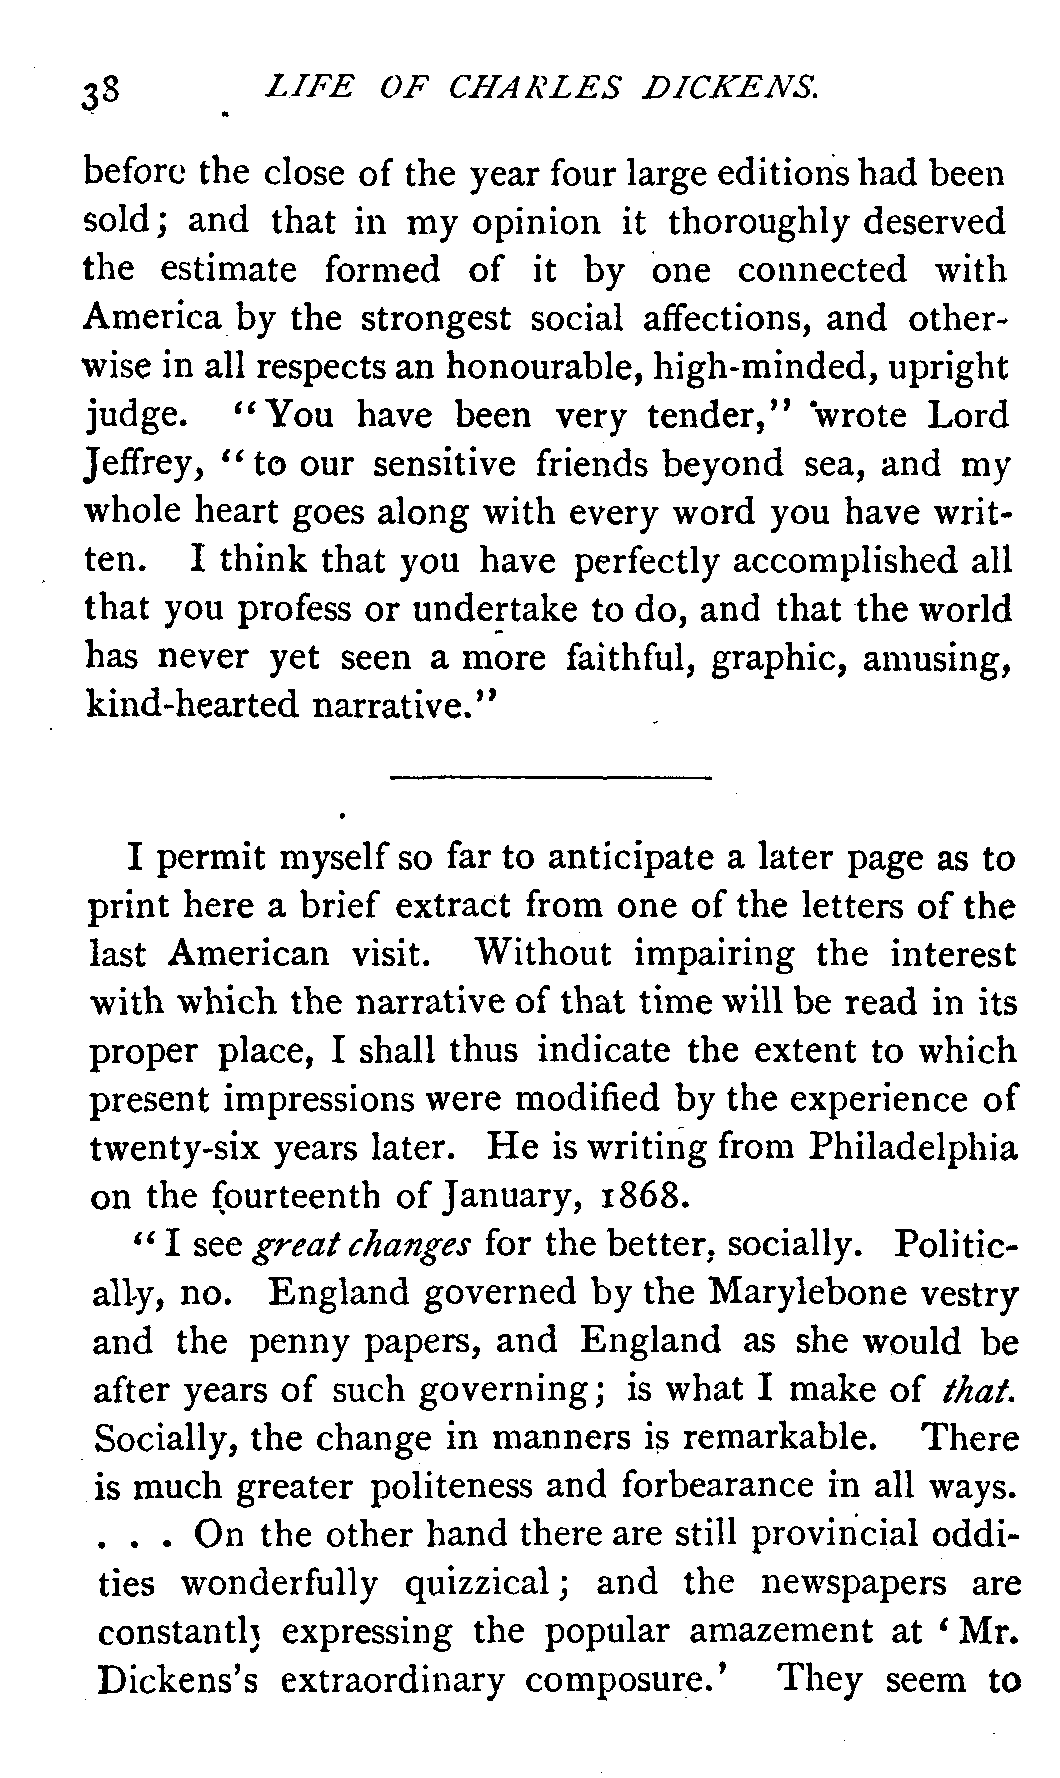 38 LIFE OF CHARLES DICKENS.
before the close of the year four large editions had been
sold; and that in my opinion it thoroughly deserved
the estimate formed of it by one connected with
America by the strongest social affections, and other-
wise in all respects an honourable, high-minded, upright
judge. "You have been very tender," wrote Lord
Jeffrey, "to our sensitive friends beyond sea, and my
whole heart goes along with every word you have writ-
ten. I think that you have perfectly accomplished all
that you profess or undertake to do, and that the world
has never yet seen a more faithful, graphic, amusing,
kind-hearted narrative."
I permit myself so far to anticipate a later page as to
print here a brief extract from one of the letters of the
last American visit. Without impairing the interest
with which the narrative of that time will be read in its
proper place, I shall thus indicate the extent to which
present impressions were modified by the experience of
twenty-six years later. He is writing from Philadelphia
on the fourteenth of January, 1868.
"I see great changes for the better, socially. Politic-
ally, no. England governed by the Marylebone vestry
and the penny papers, and England as she would be
after years of such governing; is what I make of that.
Socially, the change in manners is remarkable. There
is much greater politeness and forbearance in all ways.
. . . On the other hand there are still provincial oddi-
ties wonderfully quizzical; and the newspapers are
constantly expressing the popular amazement at 'Mr.
Dickens's extraordinary composure.' They seem to